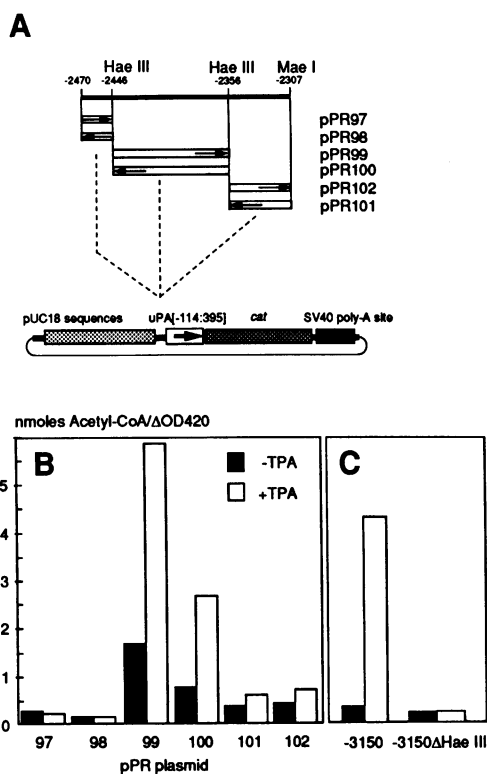 A
Hae III Hae III Mae I
-2470 -2446 -2356 -2307
pPR97
pPR98
pPR99
pPR100
pPR102
pPR101
pUC18 sequences uPA[-114:395] cat SV40 poly-A site
nmoles Acetyl-CoA/ΔOD420
B C
-TPA
+TPA
5
4
3
2
1
0
97 98 99 100 101 102 -3150 -3150ΔHae III
pPR plasmid